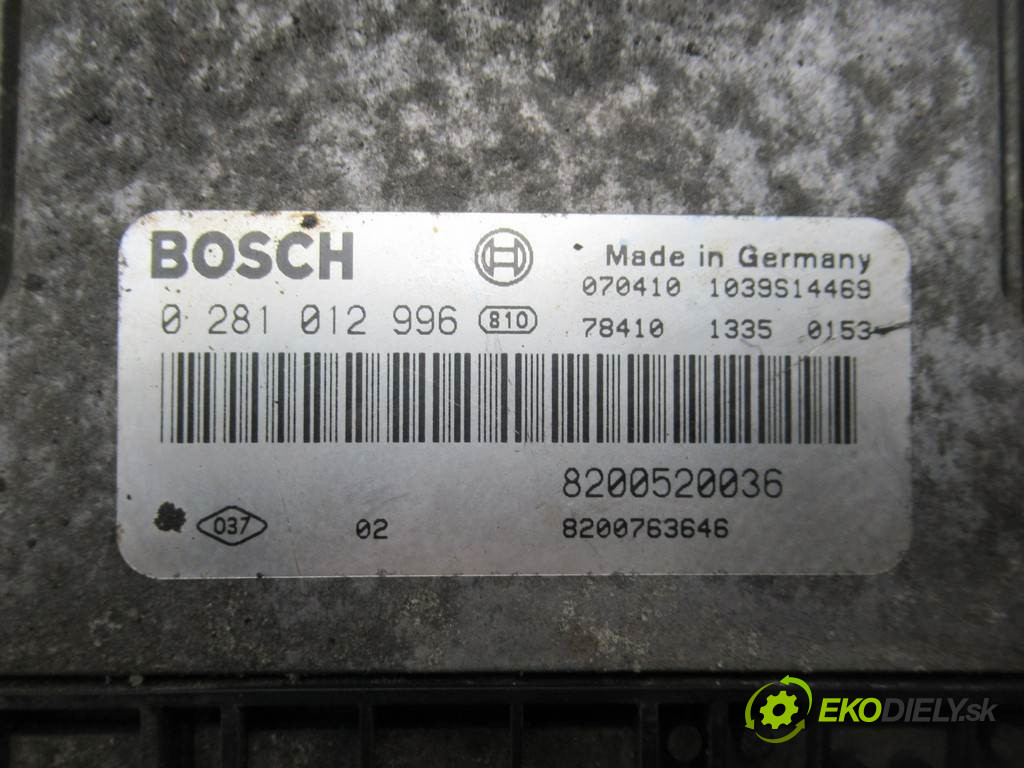 BOSCH
Made in Germany
070410 1039S14469
0 281 012 996 810
78410 1335 0153
8200520036
037 02 8200763646
EKODIELY.sk